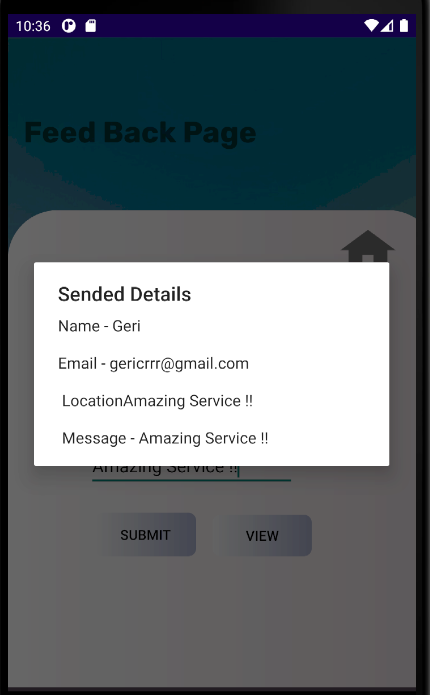 10:36
Feed Back Page
Sended Details
Name - Geri
Email - gericrrr@gmail.com
LocationAmazing Service !!
Message - Amazing Service !!
Amazing Service !!
SUBMIT VIEW